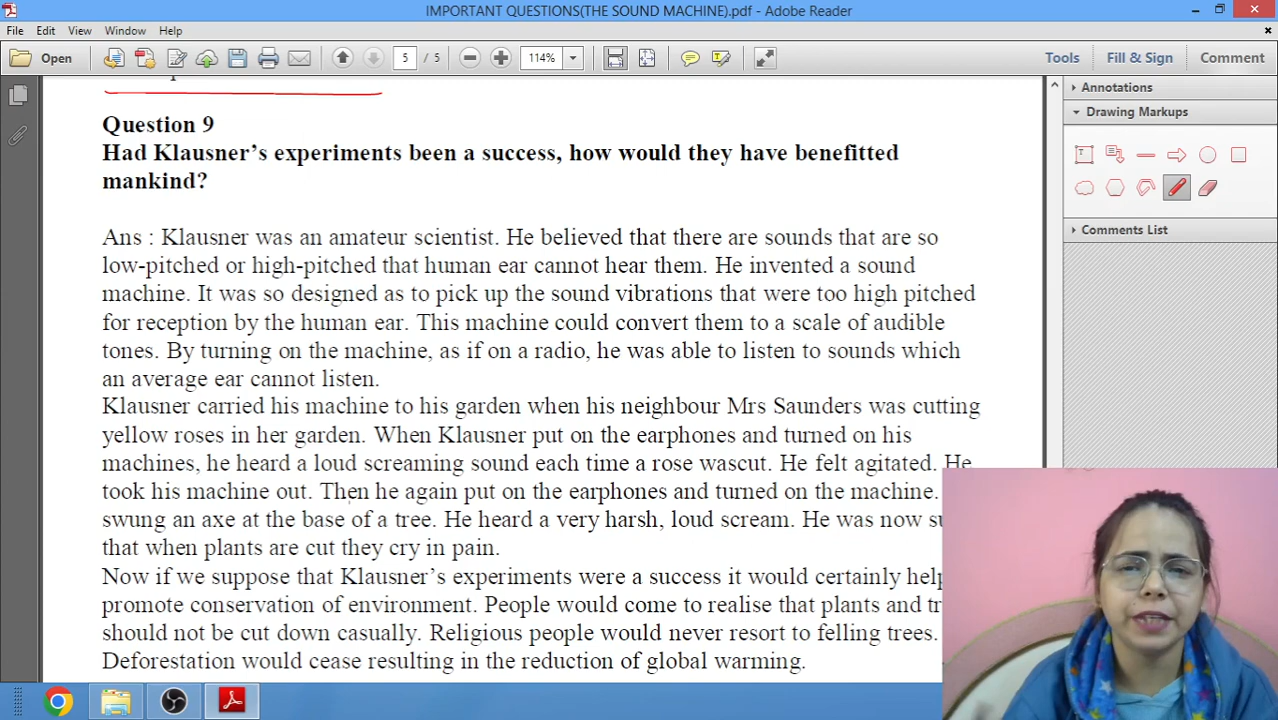 IMPORTANT QUESTIONS(THE SOUND MACHINE).pdf - Adobe Reader
File Edit View Window Help
Open 5 / 5 114% Tools Fill & Sign Comment
Annotations
Drawing Markups
Comments List
Question 9
Had Klausner's experiments been a success, how would they have benefitted
mankind?
Ans : Klausner was an amateur scientist. He believed that there are sounds that are so
low-pitched or high-pitched that human ear cannot hear them. He invented a sound
machine. It was so designed as to pick up the sound vibrations that were too high pitched
for reception by the human ear. This machine could convert them to a scale of audible
tones. By turning on the machine, as if on a radio, he was able to listen to sounds which
an average ear cannot listen.
Klausner carried his machine to his garden when his neighbour Mrs Saunders was cutting
yellow roses in her garden. When Klausner put on the earphones and turned on his
machines, he heard a loud screaming sound each time a rose wascut. He felt agitated. He
took his machine out. Then he again put on the earphones and turned on the machine.
swung an axe at the base of a tree. He heard a very harsh, loud scream. He was now
that when plants are cut they cry in pain.
Now if we suppose that Klausner's experiments were a success it would certainly help
promote conservation of environment. People would come to realise that plants and
should not be cut down casually. Religious people would never resort to felling trees.
Deforestation would cease resulting in the reduction of global warming.